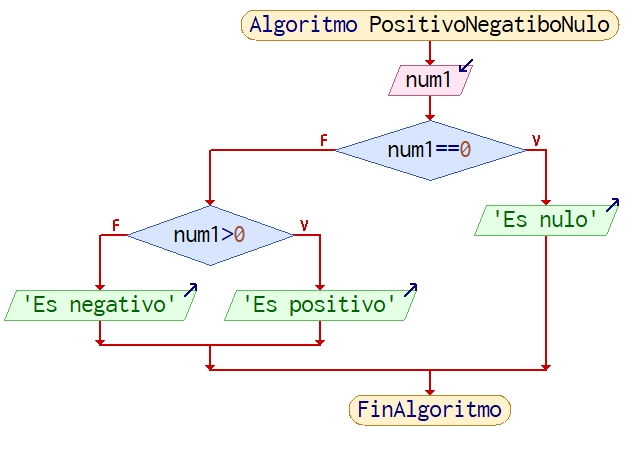 Algoritmo PositivoNegatiboNulo
num1
F
num1==0
V
F
num1>0
V
'Es nulo'
'Es negativo'
'Es positivo'
FinAlgoritmo